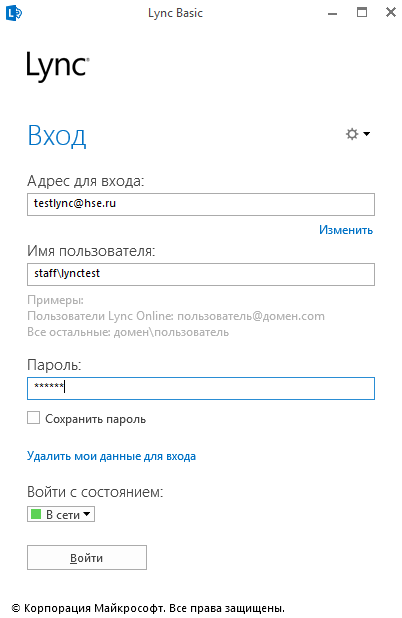 Lync Basic
Lync
Вход
Адрес для входа:
testlync@hse.ru
Изменить
Имя пользователя:
staff\lynctest
Примеры:
Пользователи Lync Online: пользователь@домен.com
Все остальные: домен\пользователь
Пароль:
******
Сохранить пароль
Удалить мои данные для входа
Войти с состоянием:
В сети
Войти
© Корпорация Майкрософт. Все права защищены.